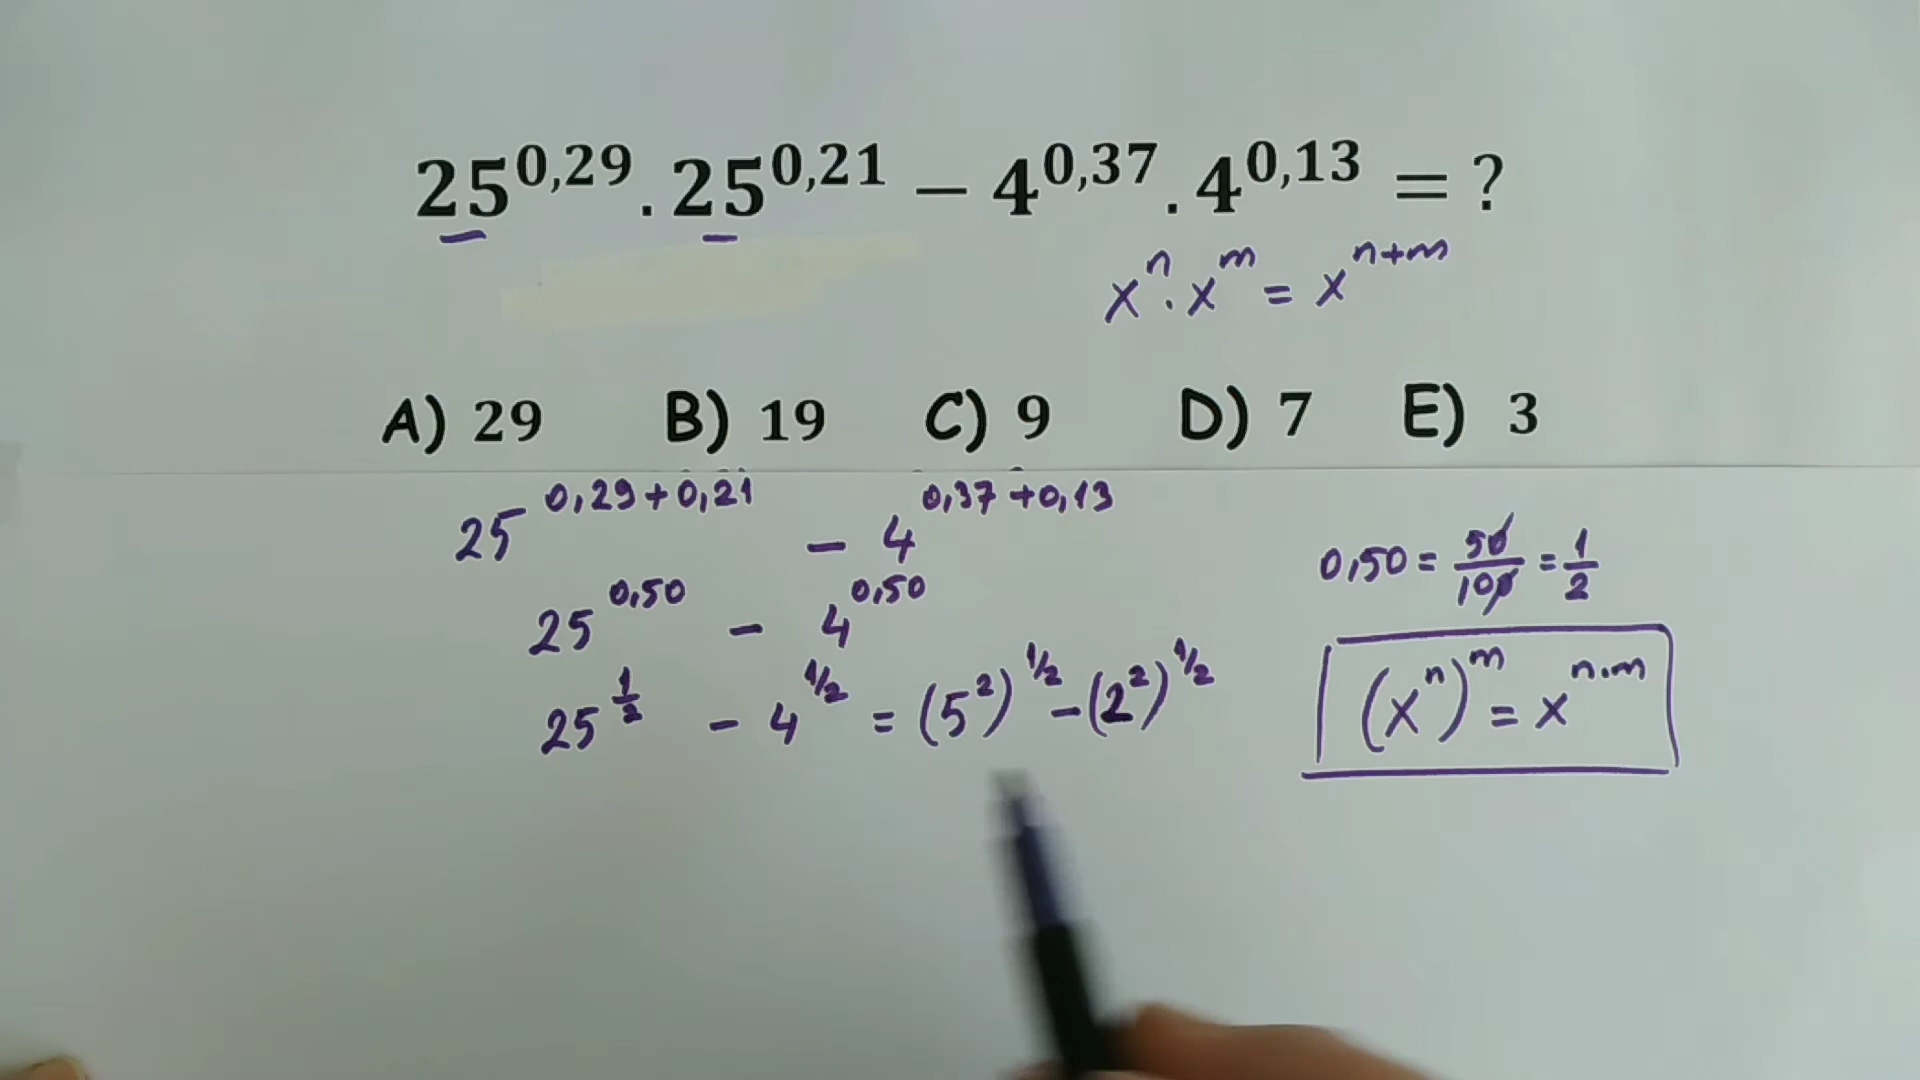 25^0,29 . 25^0,21 − 4^0,37 . 4^0,13 = ?
x^n . x^m = x^n+m
A) 29 B) 19 C) 9 D) 7 E) 3
25^0,29+0,21 − 4^0,37+0,13
0,50 = 50/100 = 1/2
25^0,50 − 4^0,50
25^1/2 − 4^1/2 = (5^2)^1/2 − (2^2)^1/2
(x^n)^m = x^n.m